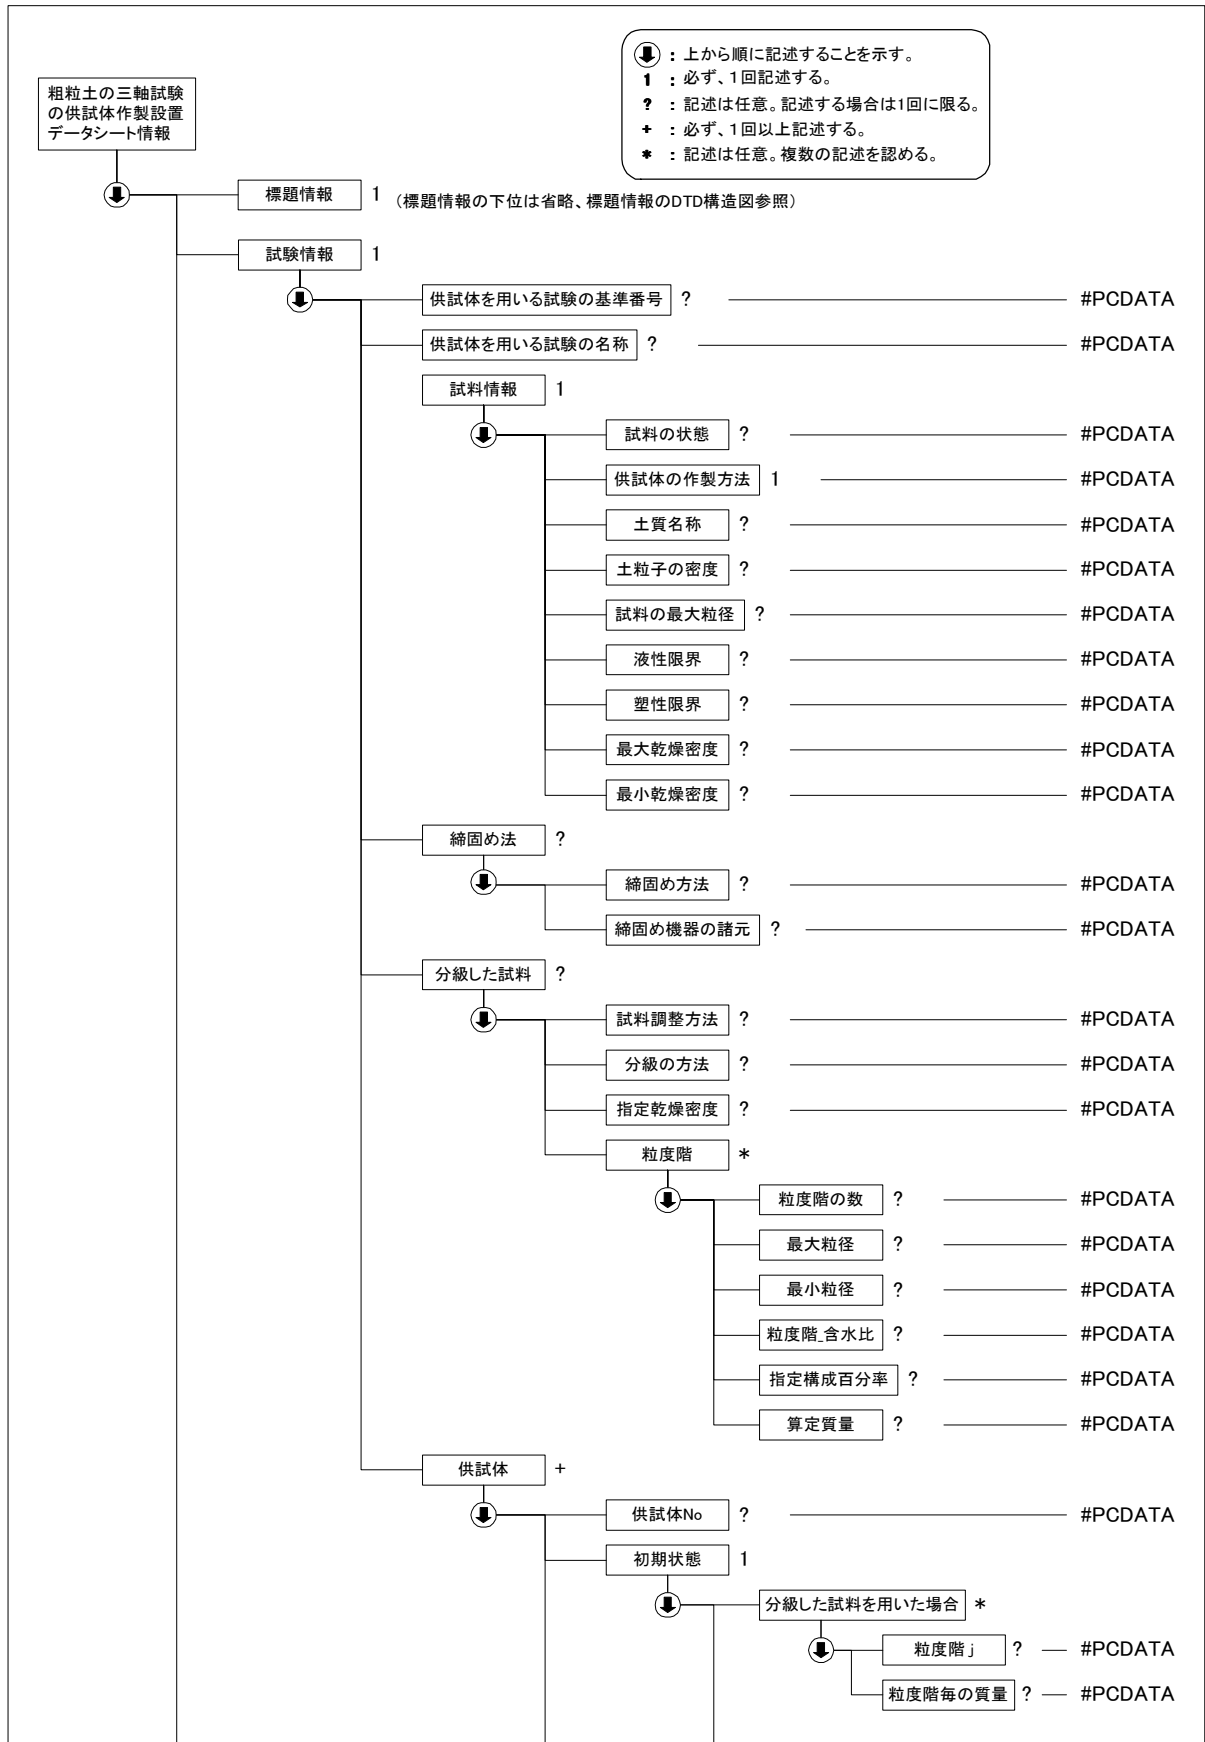 ：上から順に記述することを示す。
1 ：必ず、1回記述する。
? ：記述は任意。記述する場合は1回に限る。
+ ：必ず、1回以上記述する。
* ：記述は任意。複数の記述を認める。
粗粒土の三軸試験
の供試体作製設置
データシート情報
標題情報 1 （標題情報の下位は省略、標題情報のDTD構造図参照）
試験情報 1
供試体を用いる試験の基準番号 ? #PCDATA
供試体を用いる試験の名称 ? #PCDATA
試料情報 1
試料の状態 ? #PCDATA
供試体の作製方法 1 #PCDATA
土質名称 ? #PCDATA
土粒子の密度 ? #PCDATA
試料の最大粒径 ? #PCDATA
液性限界 ? #PCDATA
塑性限界 ? #PCDATA
最大乾燥密度 ? #PCDATA
最小乾燥密度 ? #PCDATA
締固め法 ?
締固め方法 ? #PCDATA
締固め機器の諸元 ? #PCDATA
分級した試料 ?
試料調整方法 ? #PCDATA
分級の方法 ? #PCDATA
指定乾燥密度 ? #PCDATA
粒度階 *
粒度階の数 ? #PCDATA
最大粒径 ? #PCDATA
最小粒径 ? #PCDATA
粒度階_含水比 ? #PCDATA
指定構成百分率 ? #PCDATA
算定質量 ? #PCDATA
供試体 +
供試体No ? #PCDATA
初期状態 1
分級した試料を用いた場合 *
粒度階ｊ ? #PCDATA
粒度階毎の質量 ? #PCDATA